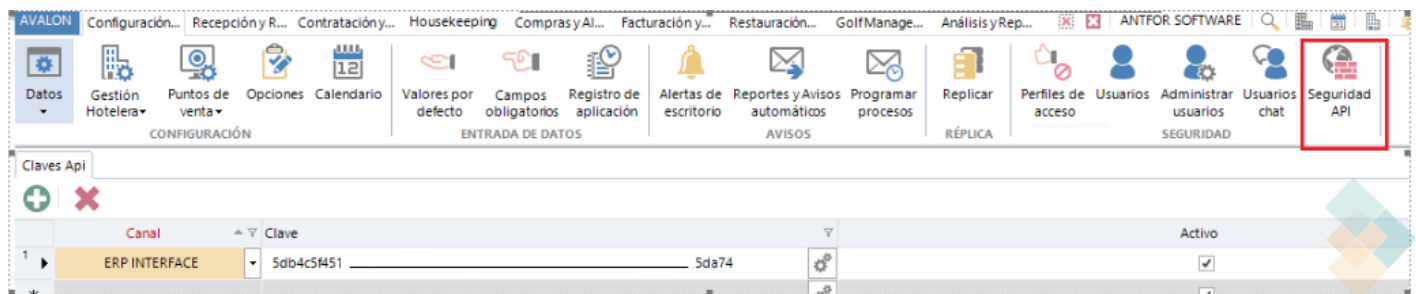 AVALON Configuración... Recepción y R... Contratación y... Housekeeping Compras y Al... Facturación y... Restauración... Golf Manage... Análisis y Rep... ANTFOR SOFTWARE
12
Datos Gestión Hotelera Puntos de venta Opciones Calendario Valores por defecto Campos obligatorios Registro de aplicación Alertas de escritorio Reportes y Avisos automáticos Programar procesos Replicar Perfiles de acceso Usuarios Administrar usuarios Usuarios chat Seguridad API
CONFIGURACIÓN ENTRADA DE DATOS AVISOS RÉPLICA SEGURIDAD
Claves Api
Canal Clave Activo
1 ERP INTERFACE 5db4c5f451 5da74
*